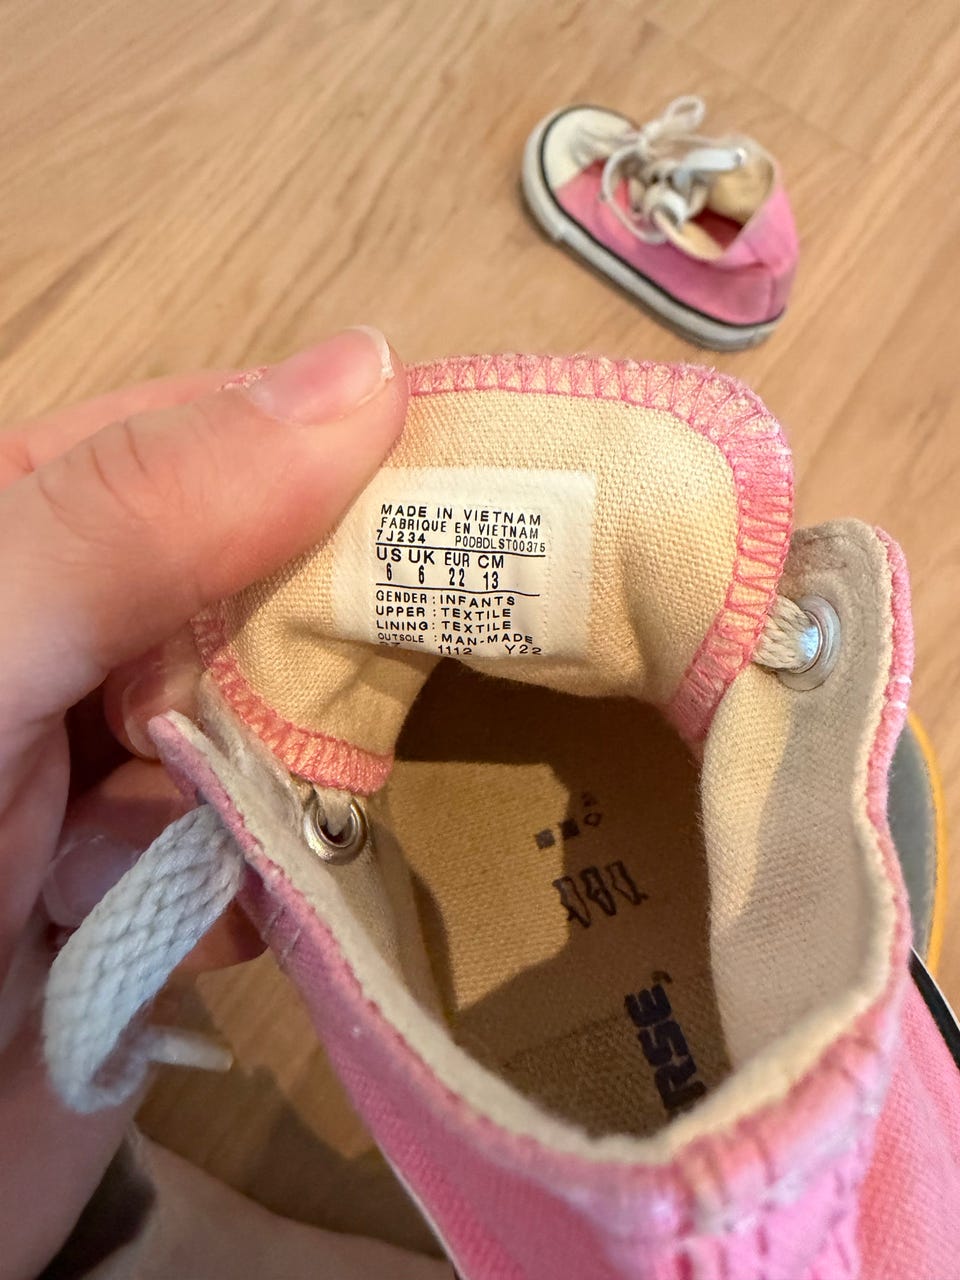 MADE IN VIETNAM
FABRIQUE EN VIETNAM
7J234 P0DBDLST00375
US UK EUR CM
6 6 22 13
GENDER : INFANTS
UPPER : TEXTILE
LINING : TEXTILE
OUTSOLE : MAN-MADE
1112 Y22
RSE